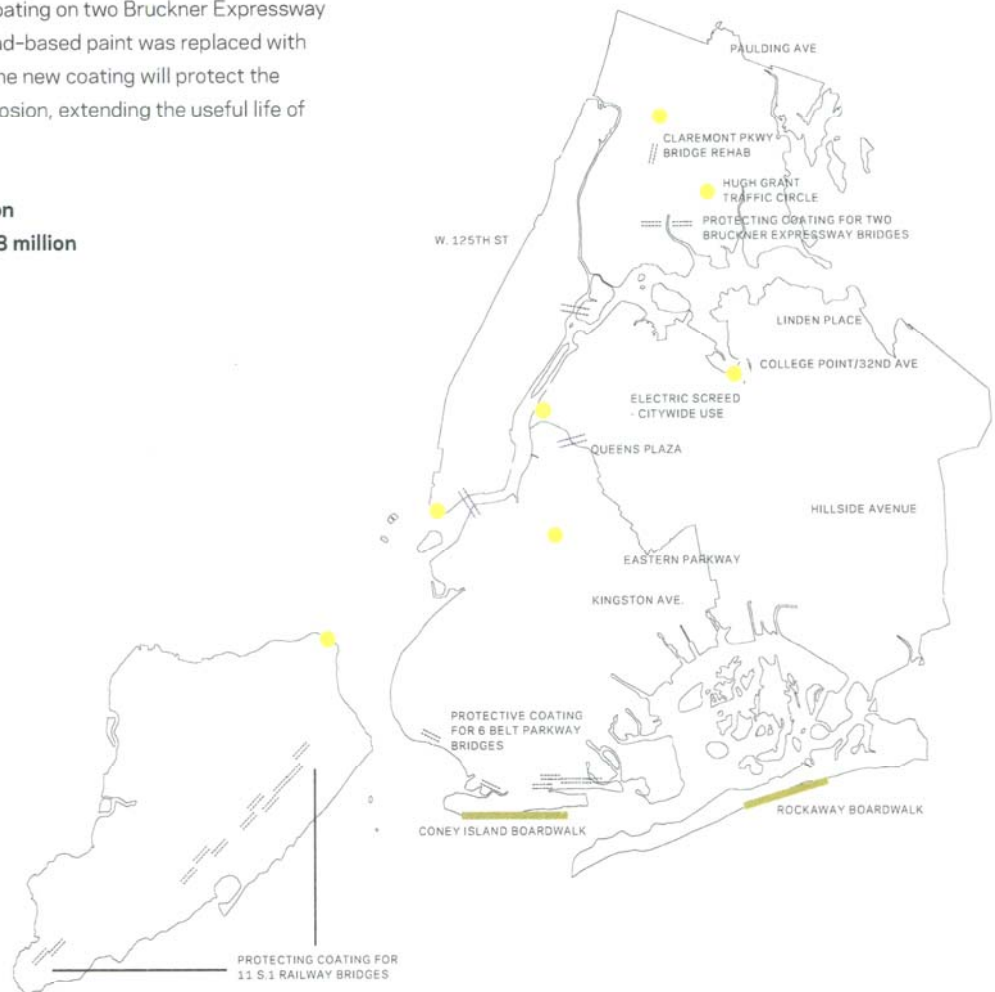 oating on two Bruckner Expressway
d-based paint was replaced with
ne new coating will protect the
osion, extending the useful life of
on
3 million
PAULDING AVE
CLAREMONT PKWY
BRIDGE REHAB
HUGH GRANT
TRAFFIC CIRCLE
PROTECTING COATING FOR TWO
BRUCKNER EXPRESSWAY BRIDGES
W. 125TH ST
LINDEN PLACE
COLLEGE POINT/32ND AVE
ELECTRIC SCREED
- CITYWIDE USE
QUEENS PLAZA
HILLSIDE AVENUE
EASTERN PARKWAY
KINGSTON AVE.
PROTECTIVE COATING
FOR 6 BELT PARKWAY
BRIDGES
CONEY ISLAND BOARDWALK
ROCKAWAY BOARDWALK
PROTECTING COATING FOR
11 S.1 RAILWAY BRIDGES